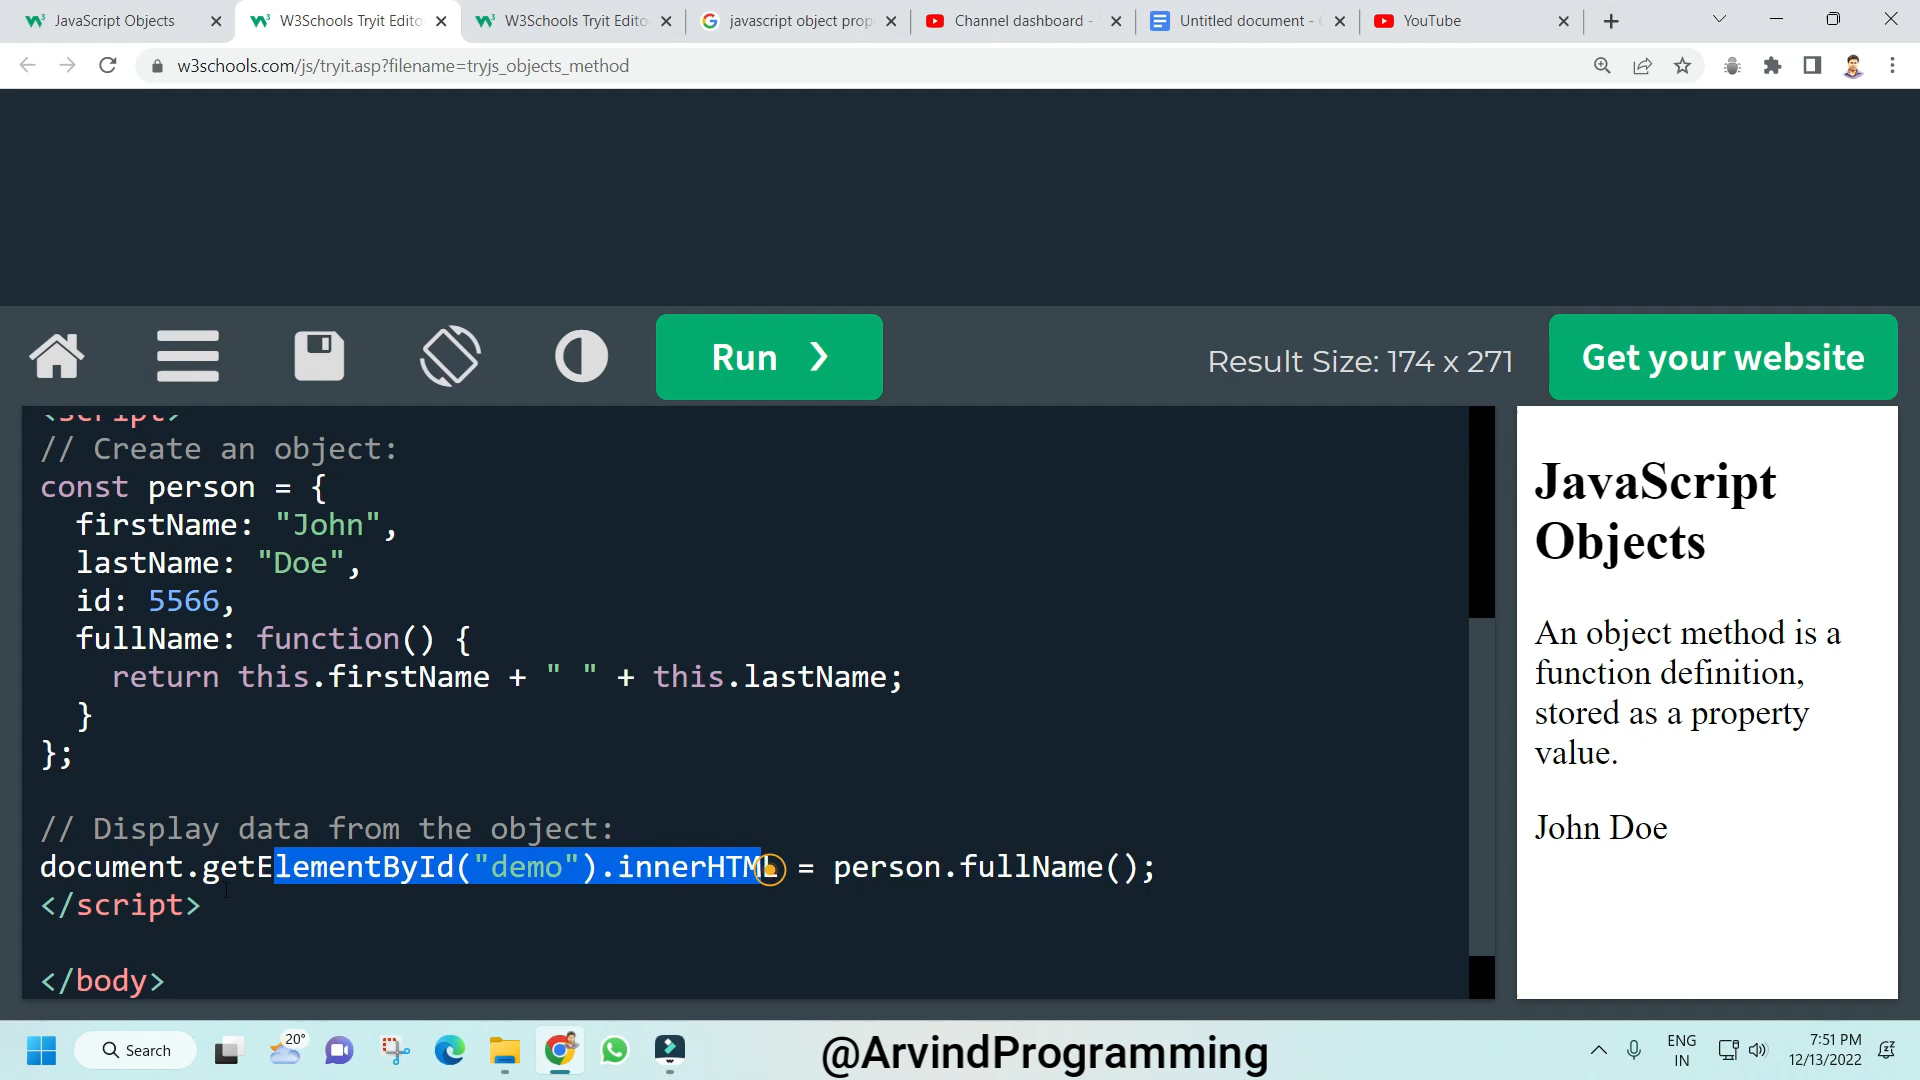 JavaScript Objects
W3Schools Tryit Edito
W3Schools Tryit Edito
javascript object prop
Channel dashboard -
Untitled document -
YouTube
w3schools.com/js/tryit.asp?filename=tryjs_objects_method
Run ❯
Result Size: 174 x 271
Get your website
<script>
// Create an object:
const person = {
  firstName: "John",
  lastName: "Doe",
  id: 5566,
  fullName: function() {
    return this.firstName + " " + this.lastName;
  }
};
// Display data from the object:
document.getElementById("demo").innerHTML = person.fullName();
</script>
</body>
JavaScript
Objects
An object method is a
function definition,
stored as a property
value.
John Doe
20°
Search
@ArvindProgramming
ENG
IN
7:51 PM
12/13/2022